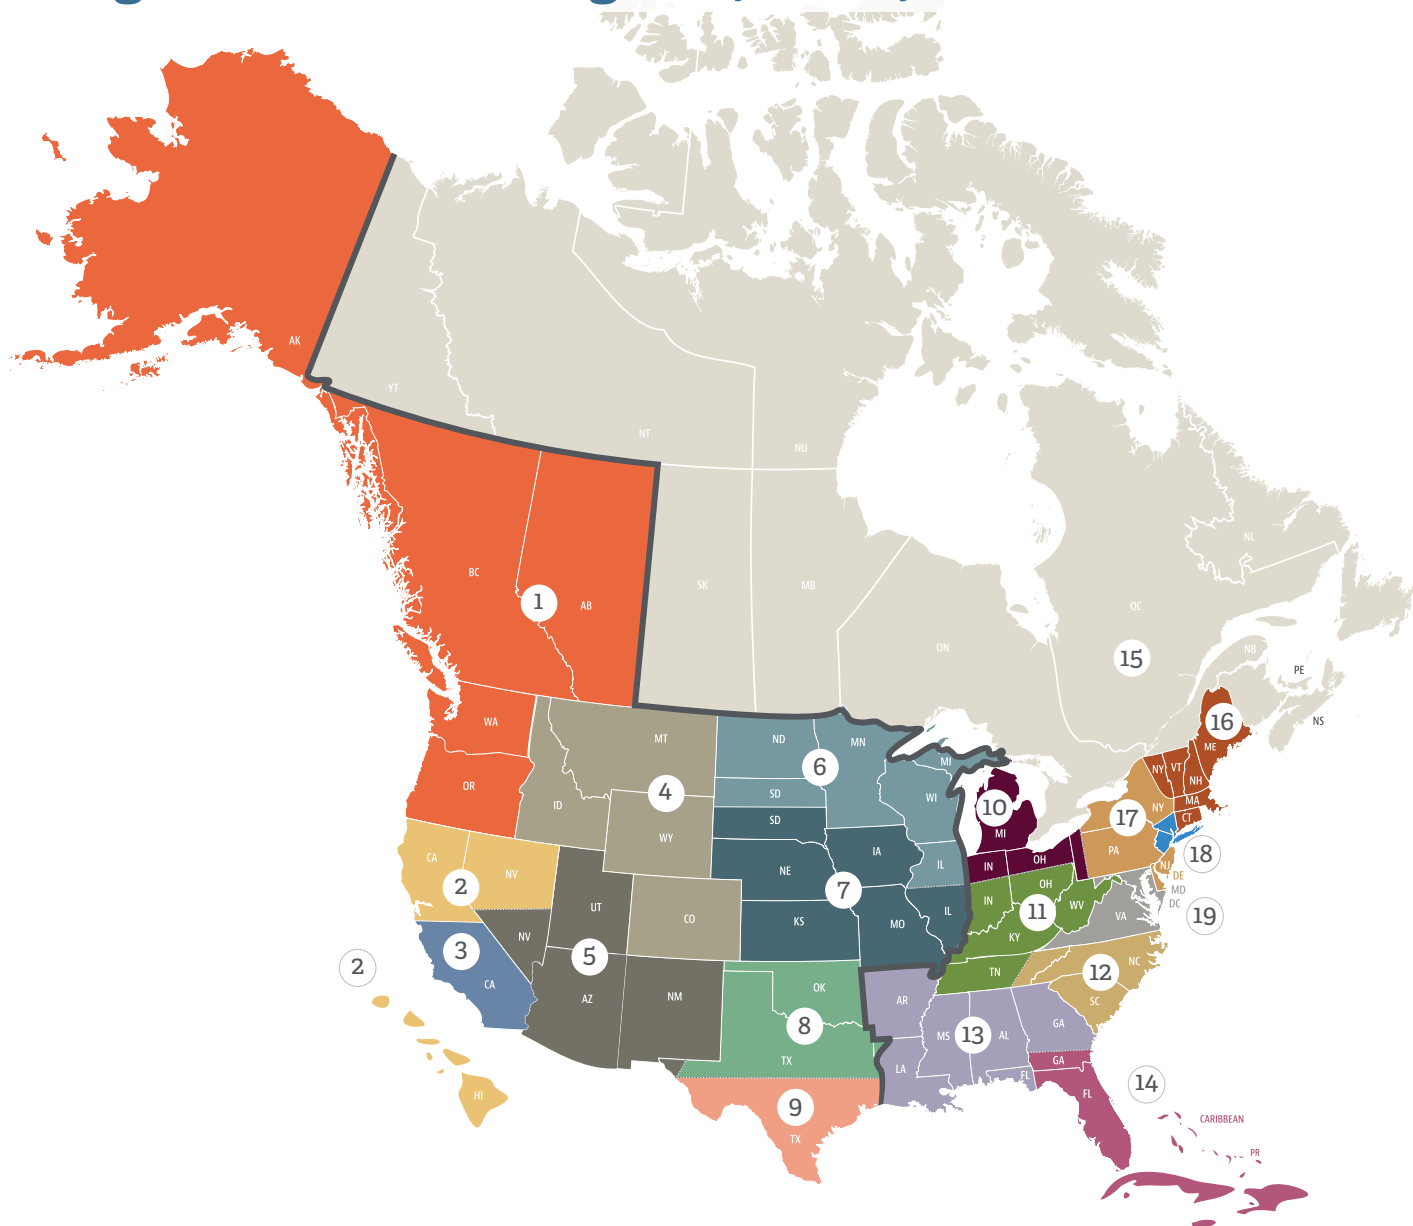 AK
YT
NT
NU
BC
1
AB
SK
MB
ON
QC
15
NL
NB
PE
NS
16
ME
WA
OR
MT
4
ID
WY
ND
MN
6
SD
SD
MI
WI
IL
10
MI
IN
OH
NY
VT
NH
MA
CT
NY
17
PA
18
NJ
DE
MD
DC
19
CA
2
NV
IA
NE
7
KS
MO
IL
IN
OH
11
WV
VA
KY
TN
NC
12
SC
UT
CO
NV
5
3
CA
AZ
NM
2
HI
OK
8
TX
9
TX
AR
LA
MS
13
AL
GA
FL
GA
FL
14
CARIBBEAN
PR